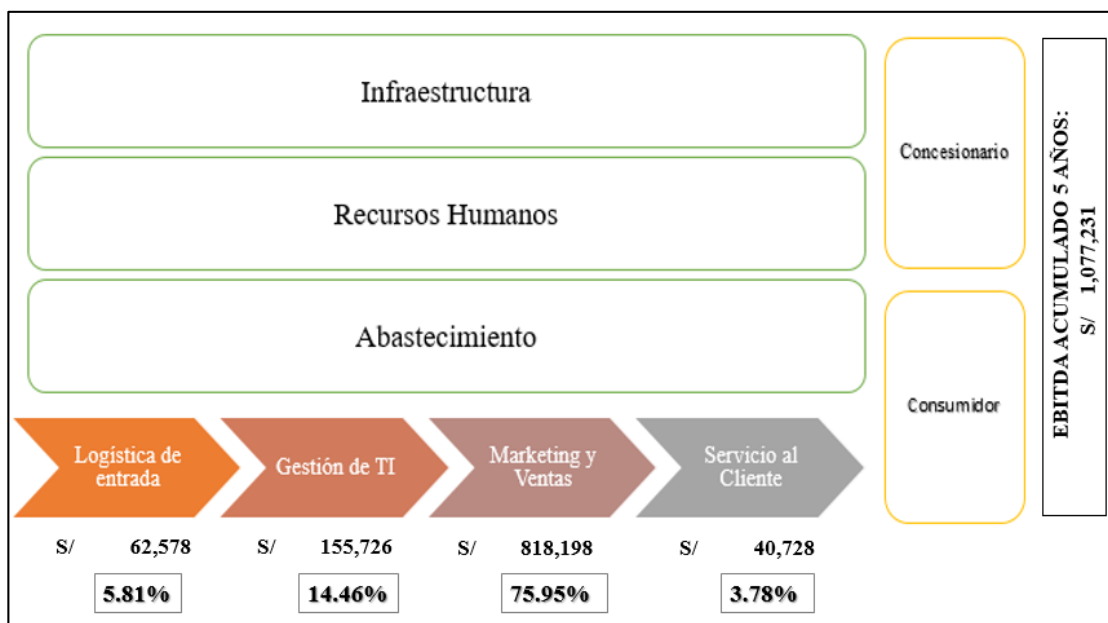 Infraestructura
Recursos Humanos
Abastecimiento
Concesionario
Consumidor
EBITDA ACUMULADO 5 AÑOS:
S/ 1,077,231
Logística de
entrada
Gestión de TI
Marketing y
Ventas
Servicio al
Cliente
S/ 62,578
S/ 155,726
S/ 818,198
S/ 40,728
5.81%
14.46%
75.95%
3.78%